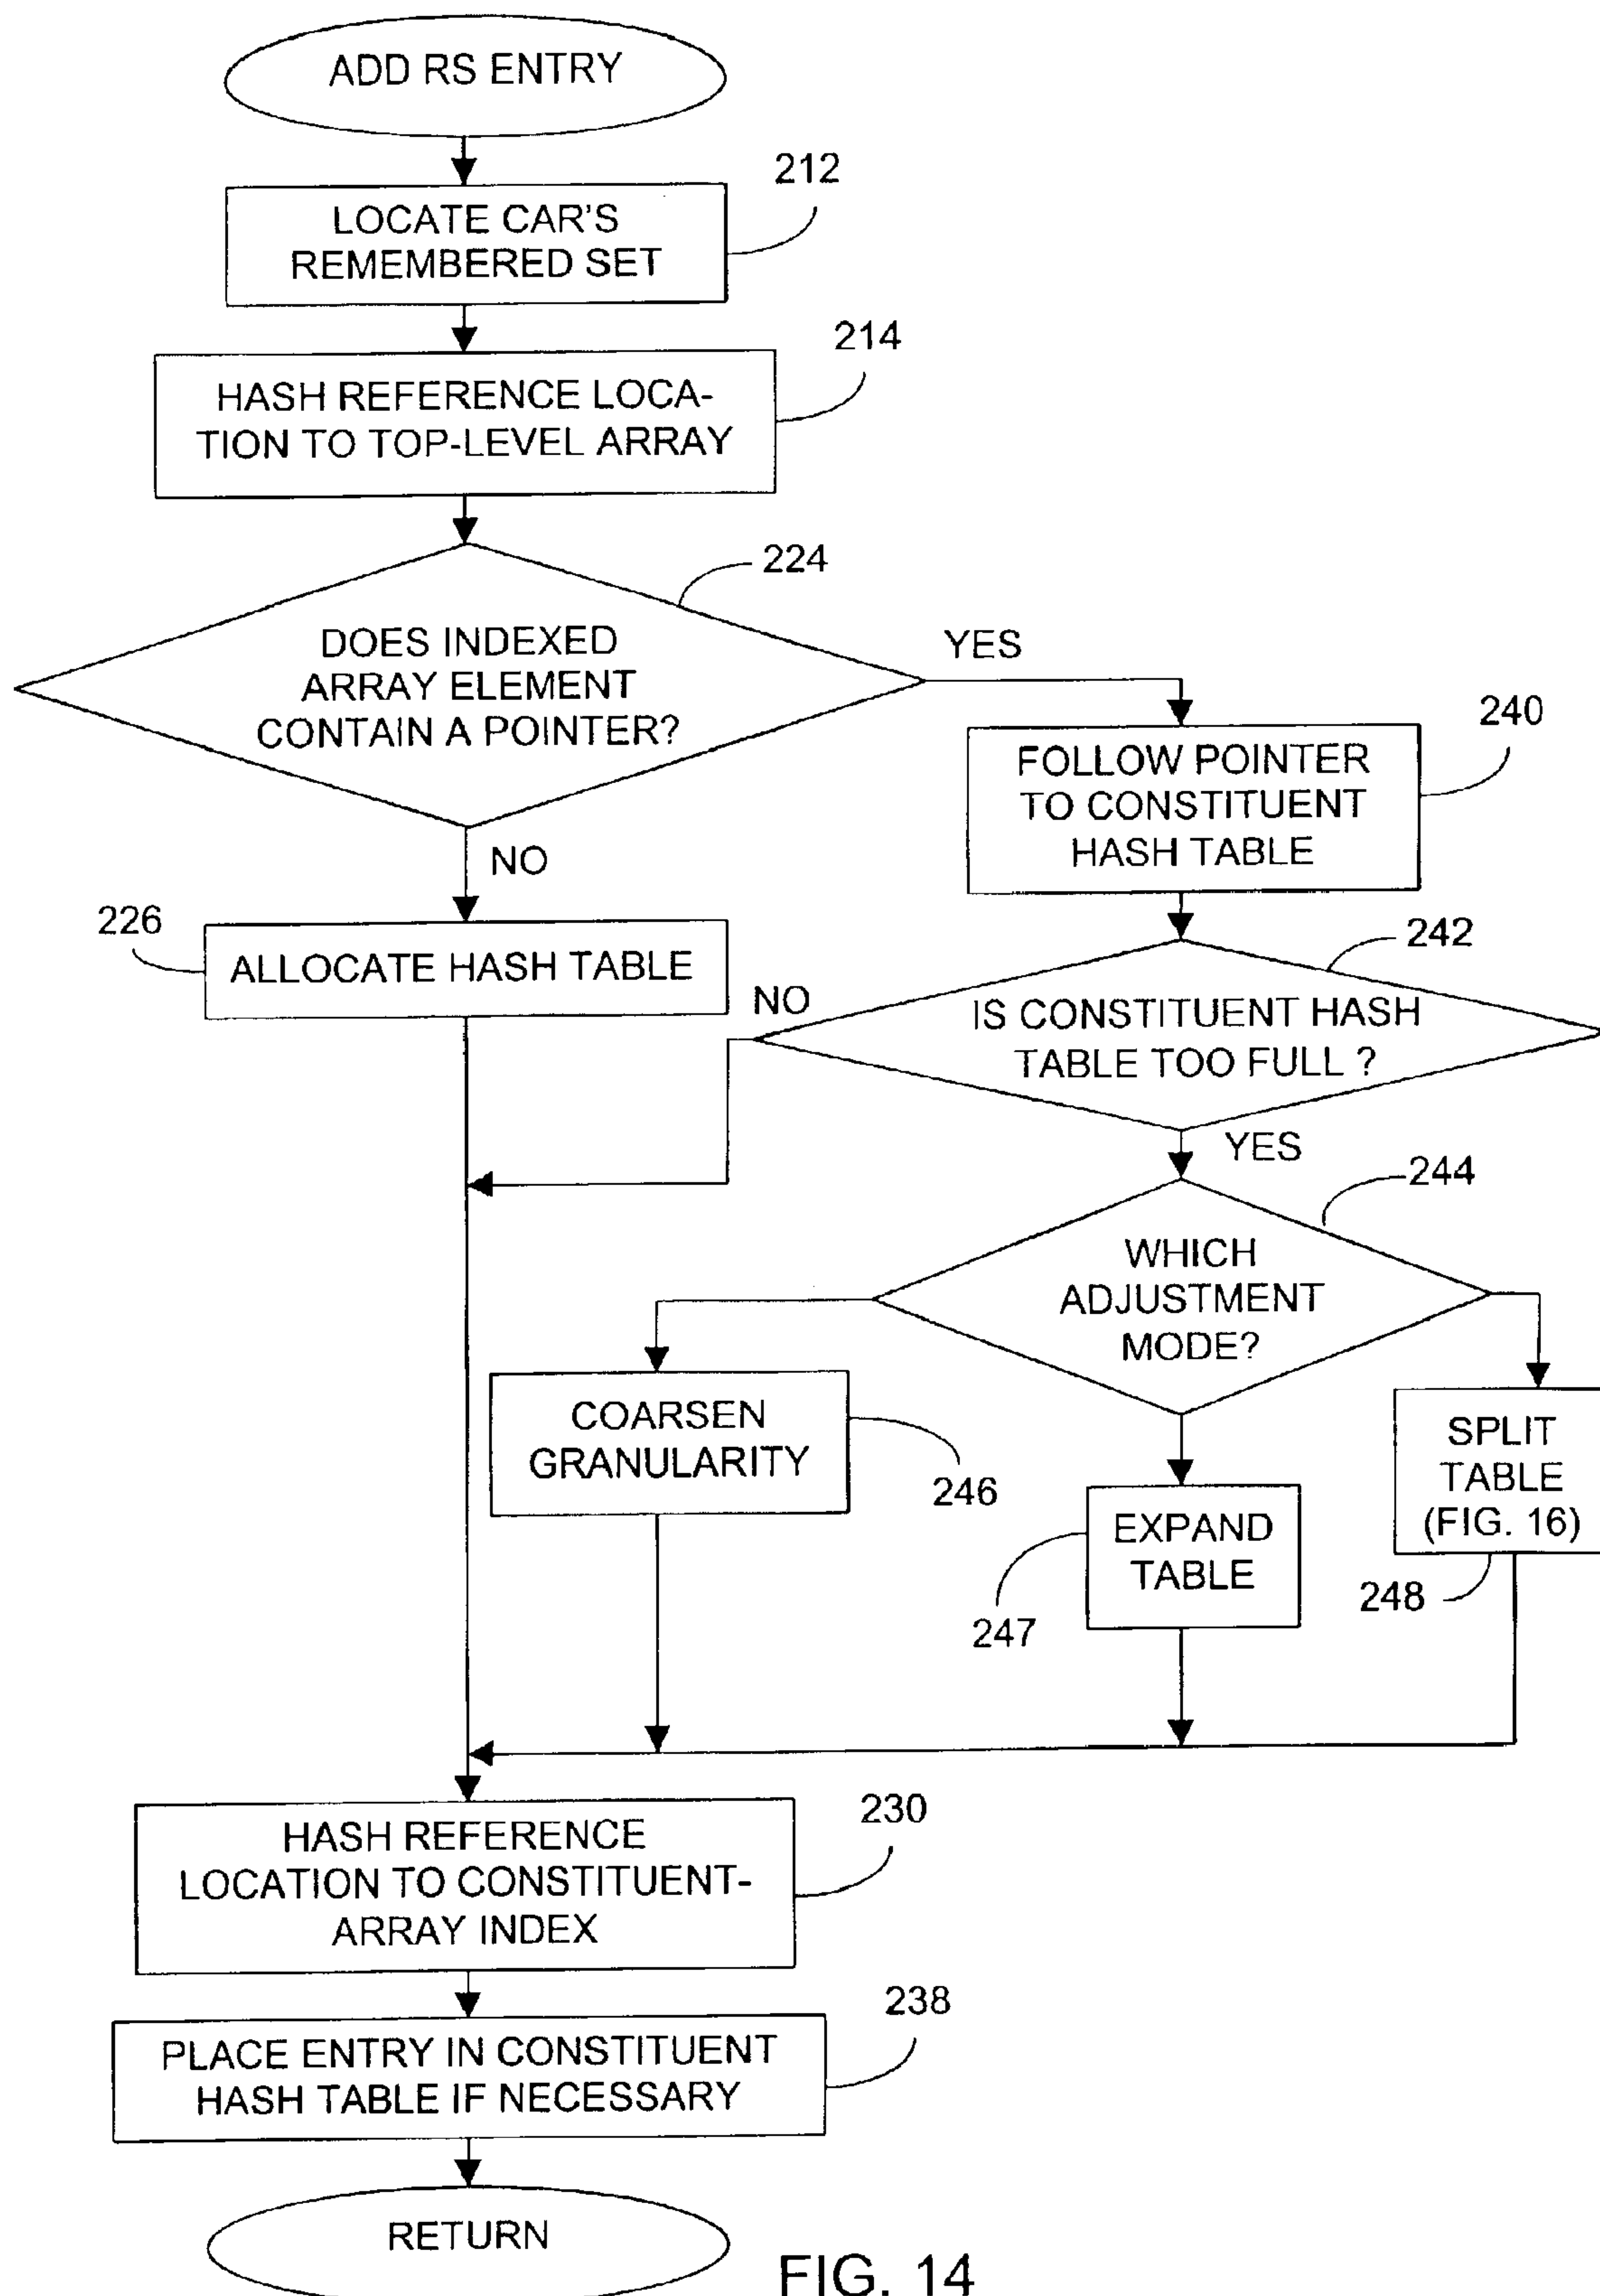 ADD RS ENTRY
212
LOCATE CAR'S
REMEMBERED SET
214
HASH REFERENCE LOCA-
TION TO TOP-LEVEL ARRAY
224
DOES INDEXED
ARRAY ELEMENT
CONTAIN A POINTER?
YES
240
FOLLOW POINTER
TO CONSTITUENT
HASH TABLE
NO
226
ALLOCATE HASH TABLE
242
NO
IS CONSTITUENT HASH
TABLE TOO FULL ?
YES
244
WHICH
ADJUSTMENT
MODE?
COARSEN
GRANULARITY
246
EXPAND
TABLE
247
SPLIT
TABLE
(FIG. 16)
248
230
HASH REFERENCE
LOCATION TO CONSTITUENT-
ARRAY INDEX
238
PLACE ENTRY IN CONSTITUENT
HASH TABLE IF NECESSARY
RETURN
FIG. 14